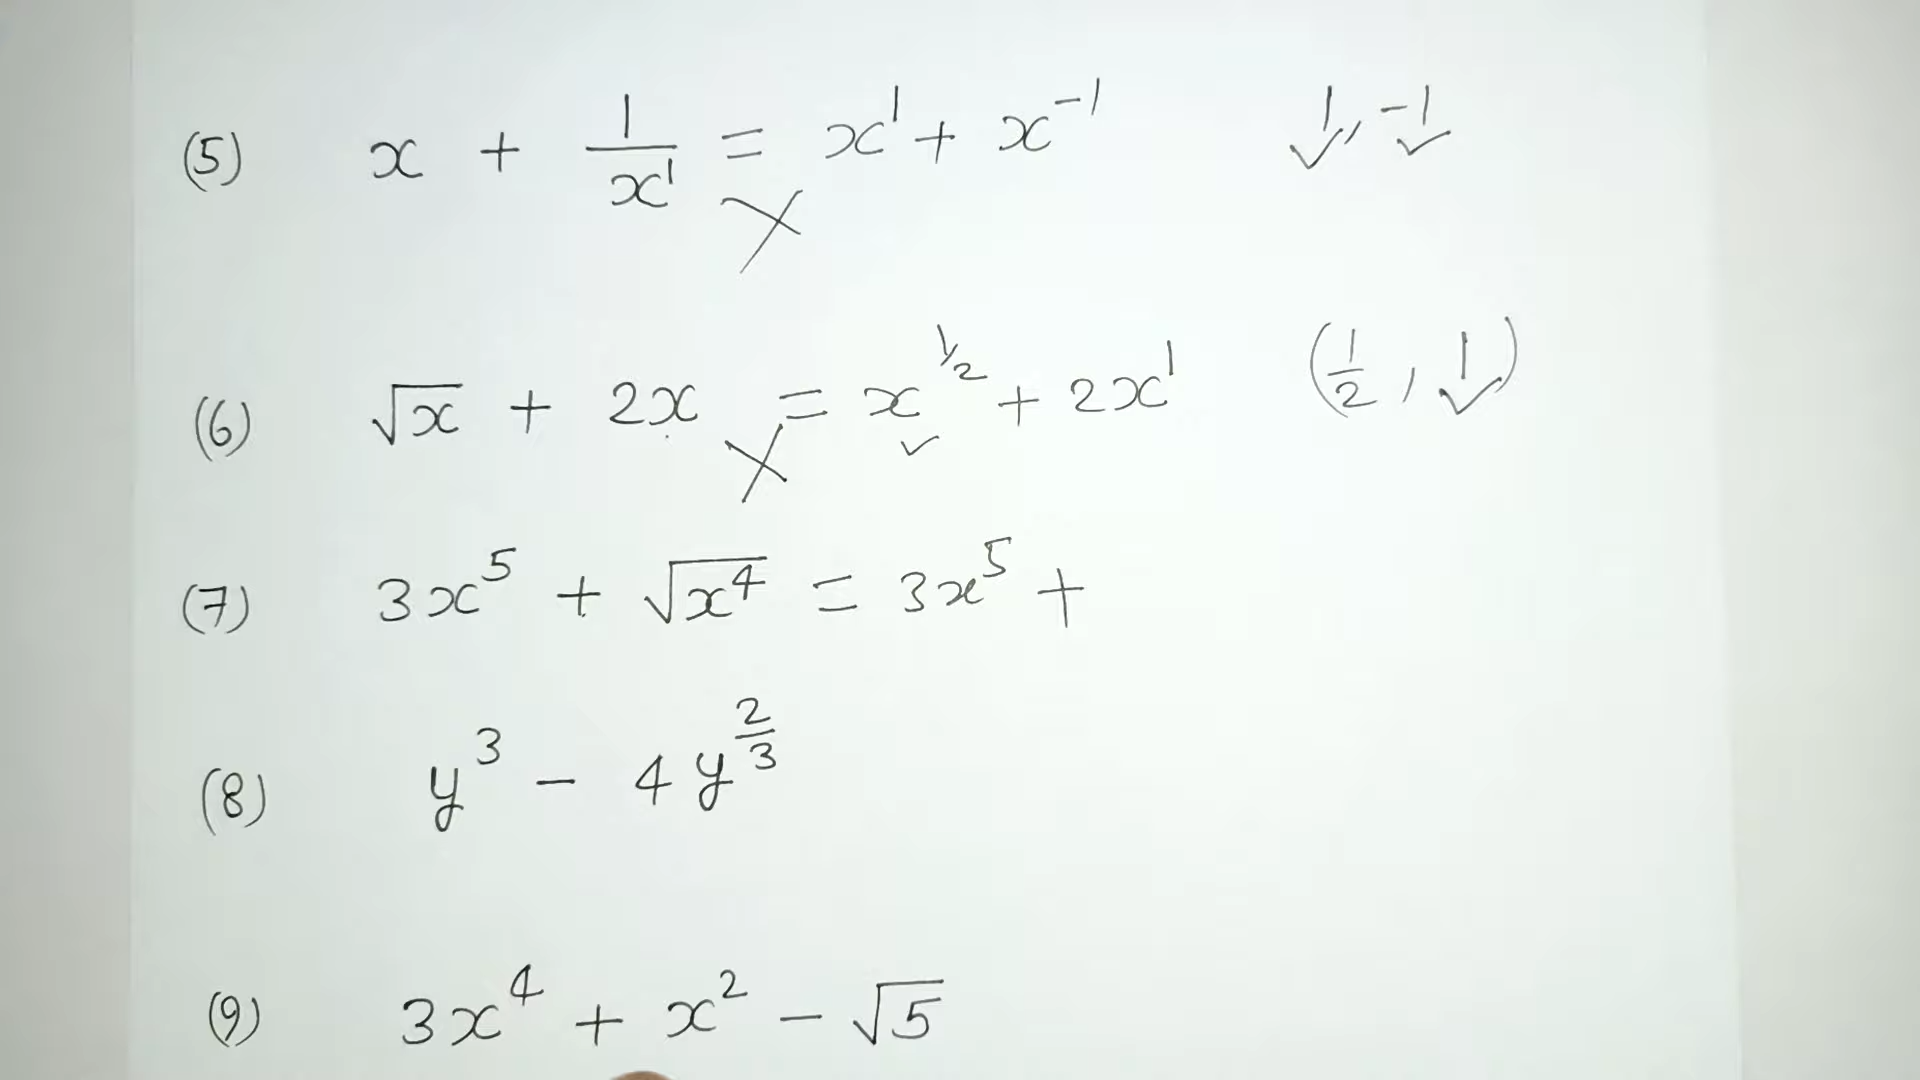 (5) x + 1/x¹ = x¹ + x⁻¹ 1, -1
(6) √x + 2x = x^1/2 + 2x¹ (1/2, 1)
(7) 3x⁵ + √x⁴ = 3x⁵ +
(8) y³ - 4y^2/3
(9) 3x⁴ + x² - √5